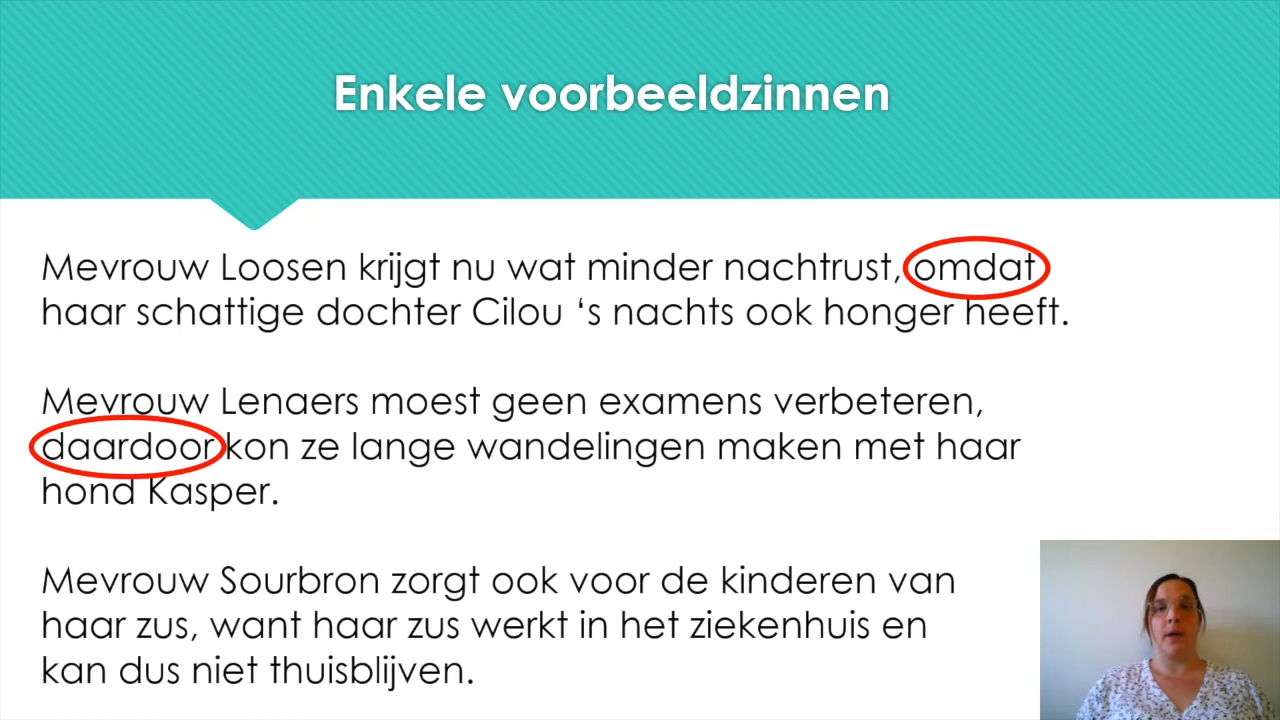 Enkele voorbeeldzinnen
Mevrouw Loosen krijgt nu wat minder nachtrust, omdat
haar schattige dochter Cilou ‘s nachts ook honger heeft.
Mevrouw Lenaers moest geen examens verbeteren,
daardoor kon ze lange wandelingen maken met haar
hond Kasper.
Mevrouw Sourbron zorgt ook voor de kinderen van
haar zus, want haar zus werkt in het ziekenhuis en
kan dus niet thuisblijven.